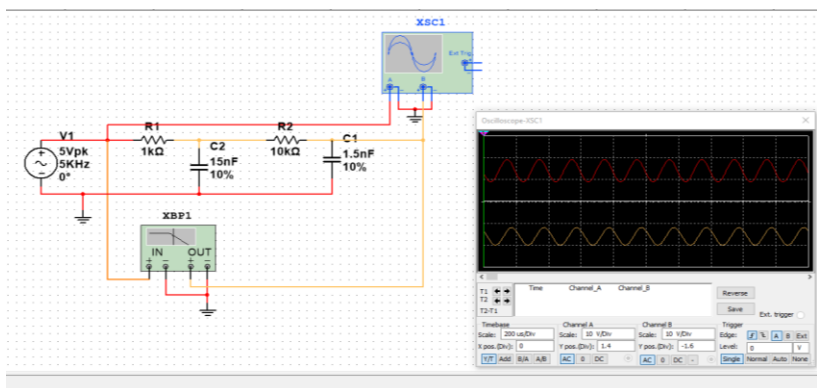 XSC1
Ext Trig
A
B
V1
5Vpk
5KHz
0°
R1
1kΩ
C2
15nF
10%
R2
10kΩ
C1
1.5nF
10%
XBP1
IN
OUT
Oscilloscope-XSC1
Time Channel_A Channel_B
T1
T2
T2-T1
Reverse
Save
Ext. trigger
Timebase
Scale: 200 us/Div
X pos.(Div): 0
Y/T Add B/A A/B
Channel A
Scale: 10 V/Div
Y pos.(Div): 1.4
AC 0 DC
Channel B
Scale: 10 V/Div
Y pos.(Div): -1.6
AC 0 DC -
Trigger
Edge: A B Ext
Level: 0 V
Single Normal Auto None